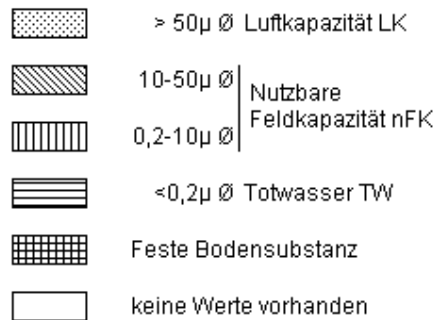 > 50µ Ø Luftkapazität LK
10-50µ Ø
Nutzbare
Feldkapazität nFK
0,2-10µ Ø
<0,2µ Ø Totwasser TW
Feste Bodensubstanz
keine Werte vorhanden